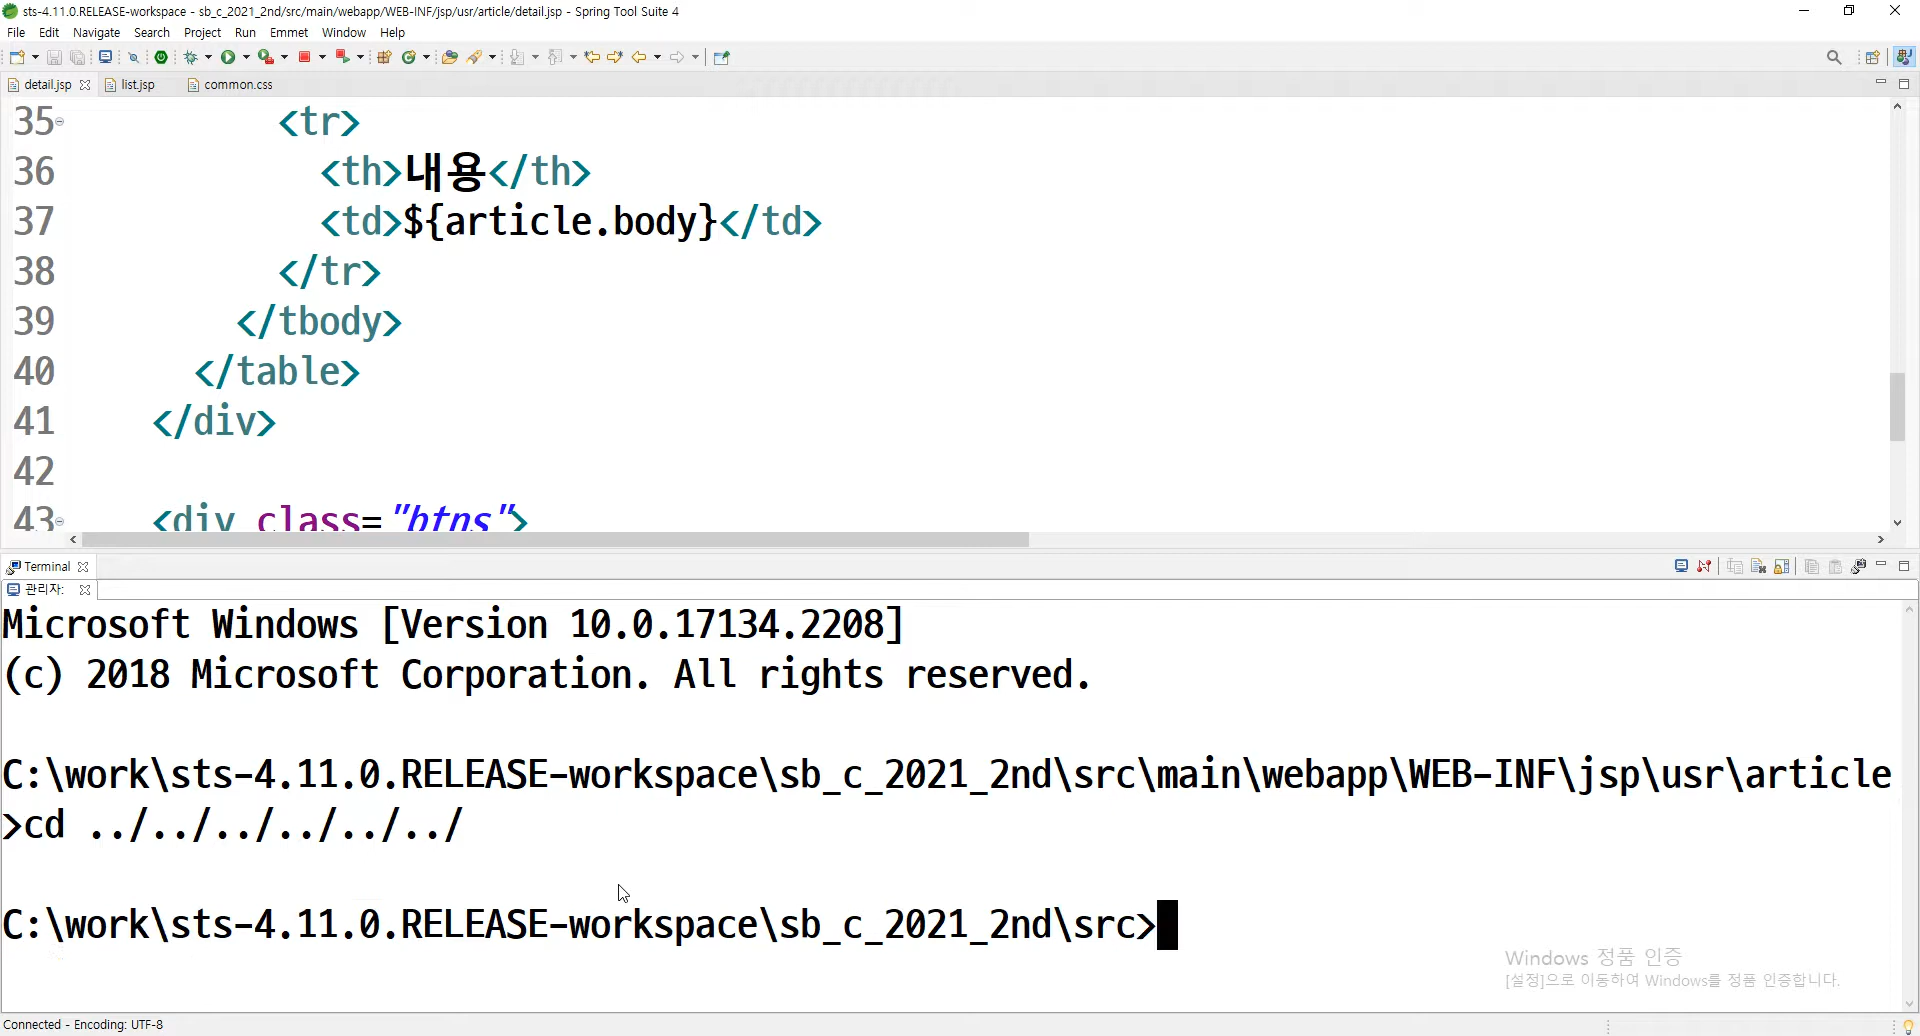 sts-4.11.0.RELEASE-workspace - sb_c_2021_2nd/src/main/webapp/WEB-INF/jsp/usr/article/detail.jsp - Spring Tool Suite 4
File Edit Navigate Search Project Run Emmet Window Help
detail.jsp list.jsp common.css
35 <tr>
36 <th>내용</th>
37 <td>${article.body}</td>
38 </tr>
39 </tbody>
40 </table>
41 </div>
42
43 <div class="btns">
Terminal
관리자:
Microsoft Windows [Version 10.0.17134.2208]
(c) 2018 Microsoft Corporation. All rights reserved.
C:\work\sts-4.11.0.RELEASE-workspace\sb_c_2021_2nd\src\main\webapp\WEB-INF\jsp\usr\article
>cd ../../../../../../
C:\work\sts-4.11.0.RELEASE-workspace\sb_c_2021_2nd\src>
Windows 정품 인증
[설정]으로 이동하여 Windows를 정품 인증합니다.
Connected - Encoding: UTF-8